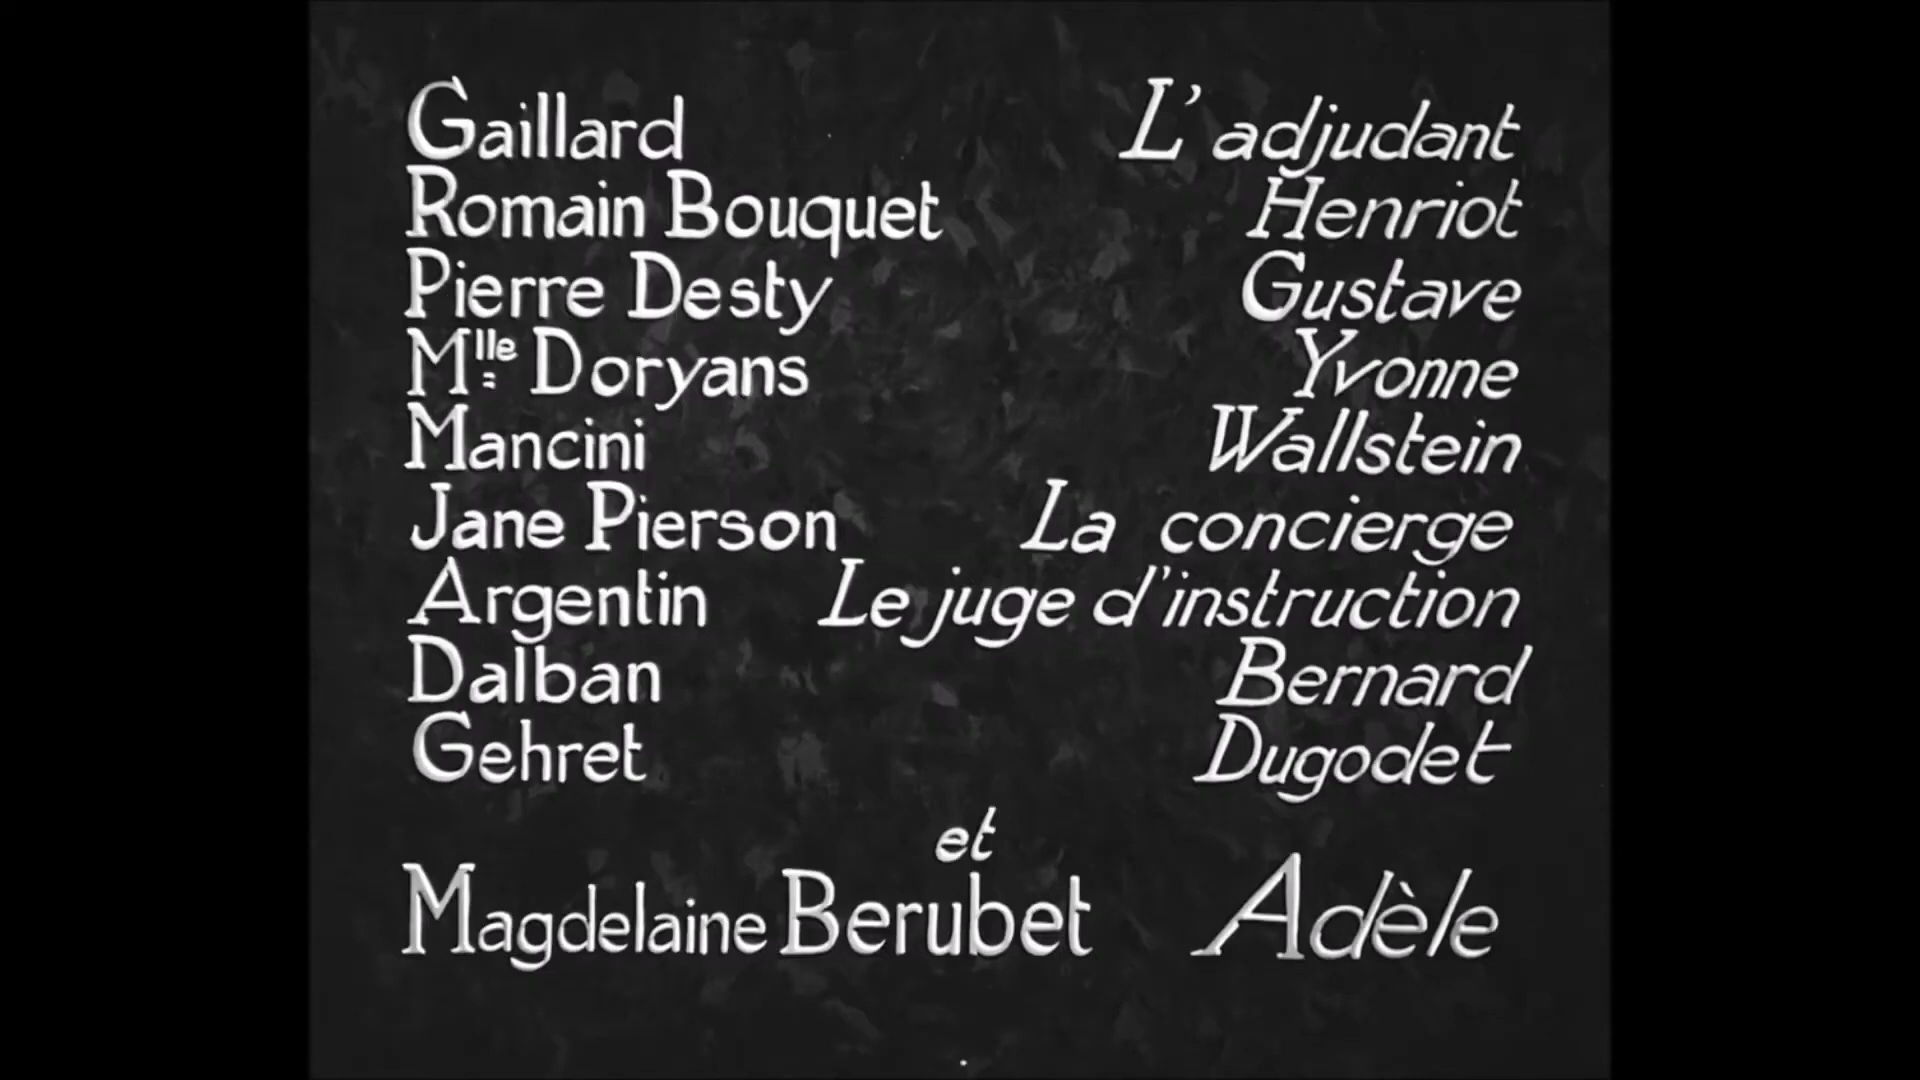 Gaillard L'adjudant
Romain Bouquet Henriot
Pierre Desty Gustave
Mlle Doryans Yvonne
Mancini Wallstein
Jane Pierson La concierge
Argentin Le juge d'instruction
Dalban Bernard
Gehret Dugodet
et
Magdelaine Berubet Adèle